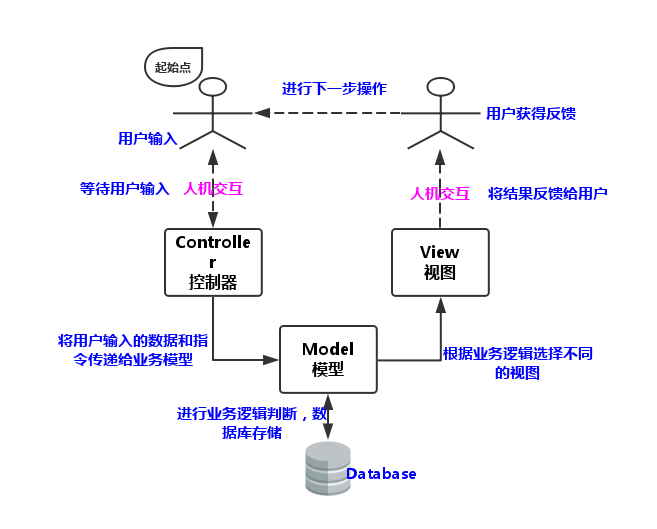 起始点
进行下一步操作
用户获得反馈
用户输入
等待用户输入
人机交互
人机交互
将结果反馈给用户
Controlle
r
控制器
View
视图
将用户输入的数据和指
令传递给业务模型
Model
模型
根据业务逻辑选择不同
的视图
进行业务逻辑判断，数
据库存储
Database